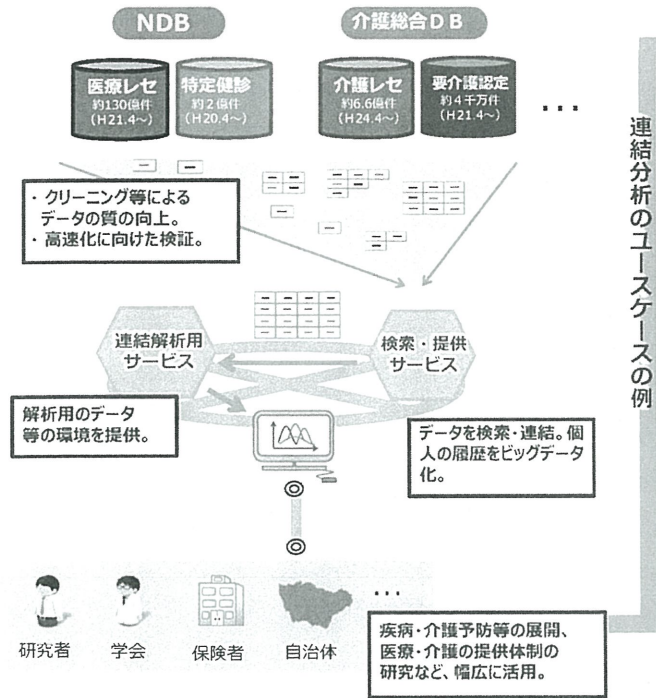 NDB
介護総合DB
医療レセ
約130億件
(H21.4~)
特定健診
約2億件
(H20.4~)
介護レセ
約6.6億件
(H24.4~)
要介護認定
約4千万件
(H21.4~)
・・・
連結分析のユースケースの例
・クリーニング等による
データの質の向上。
・高速化に向けた検証。
連結解析用
サービス
検索・提供
サービス
解析用のデータ
等の環境を提供。
データを検索・連結。個
人の履歴をビッグデータ
化。
研究者
学会
保険者
自治体
・・・
疾病・介護予防等の展開、
医療・介護の提供体制の
研究など、幅広に活用。